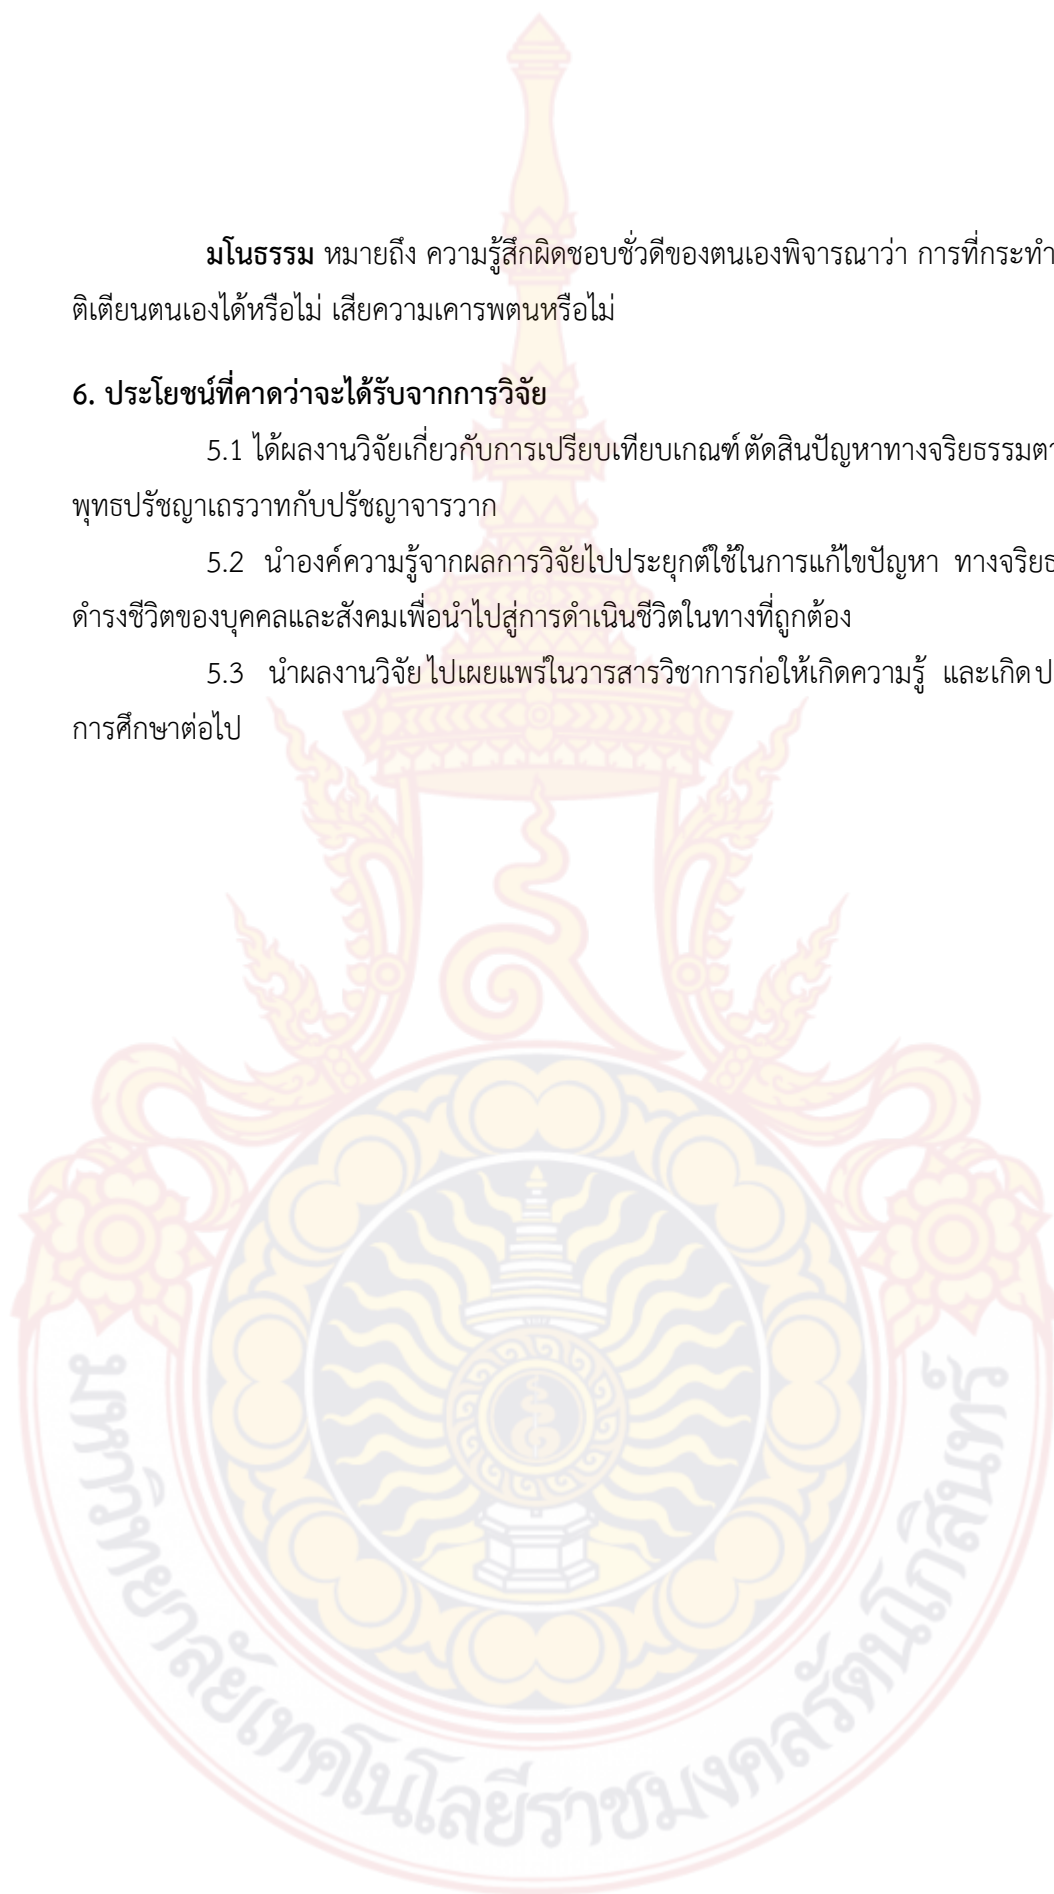 มโนธรรม หมายถึง ความรู้สึกผิดชอบชั่วดีของตนเองพิจารณาว่า การที่กระทำ
ติเตียนตนเองได้หรือไม่ เสียความเคารพตนหรือไม่
6. ประโยชน์ที่คาดว่าจะได้รับจากการวิจัย
5.1 ได้ผลงานวิจัยเกี่ยวกับการเปรียบเทียบเกณฑ์ตัดสินปัญหาทางจริยธรรมตา
พุทธปรัชญาเถรวาทกับปรัชญาจารวาก
5.2 นำองค์ความรู้จากผลการวิจัยไปประยุกต์ใช้ในการแก้ไขปัญหา ทางจริยธ
ดำรงชีวิตของบุคคลและสังคมเพื่อนำไปสู่การดำเนินชีวิตในทางที่ถูกต้อง
5.3 นำผลงานวิจัยไปเผยแพร่ในวารสารวิชาการก่อให้เกิดความรู้ และเกิดป
การศึกษาต่อไป
มหาวิทยาลัยเทคโนโลยีราชมงคลรัตนโกสินทร์